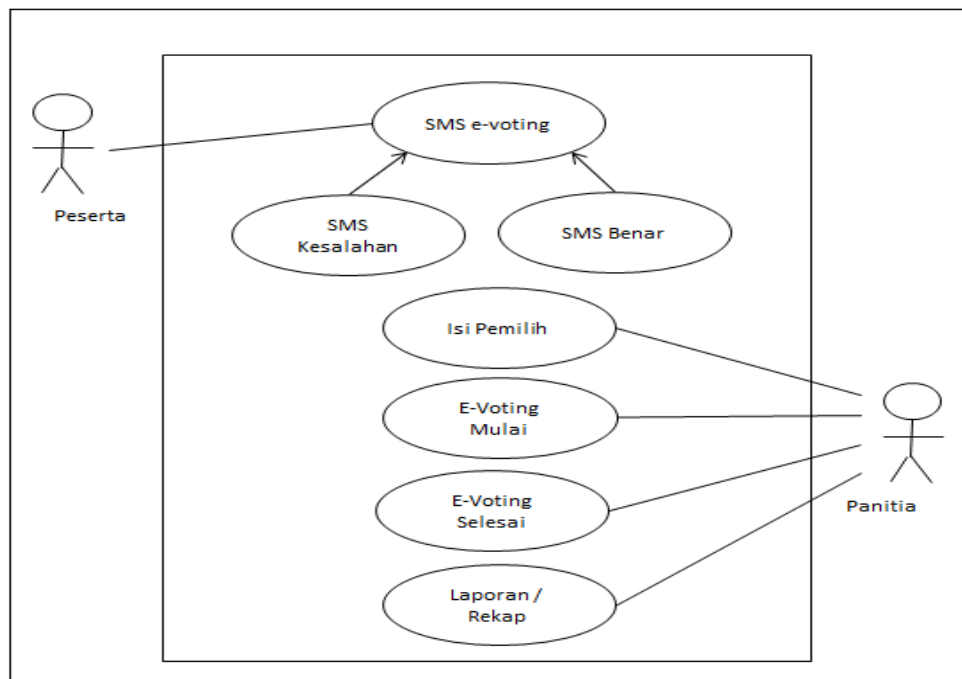 SMS e-voting
Peserta
SMS
Kesalahan
SMS Benar
Isi Pemilih
E-Voting
Mulai
E-Voting
Selesai
Panitia
Laporan /
Rekap